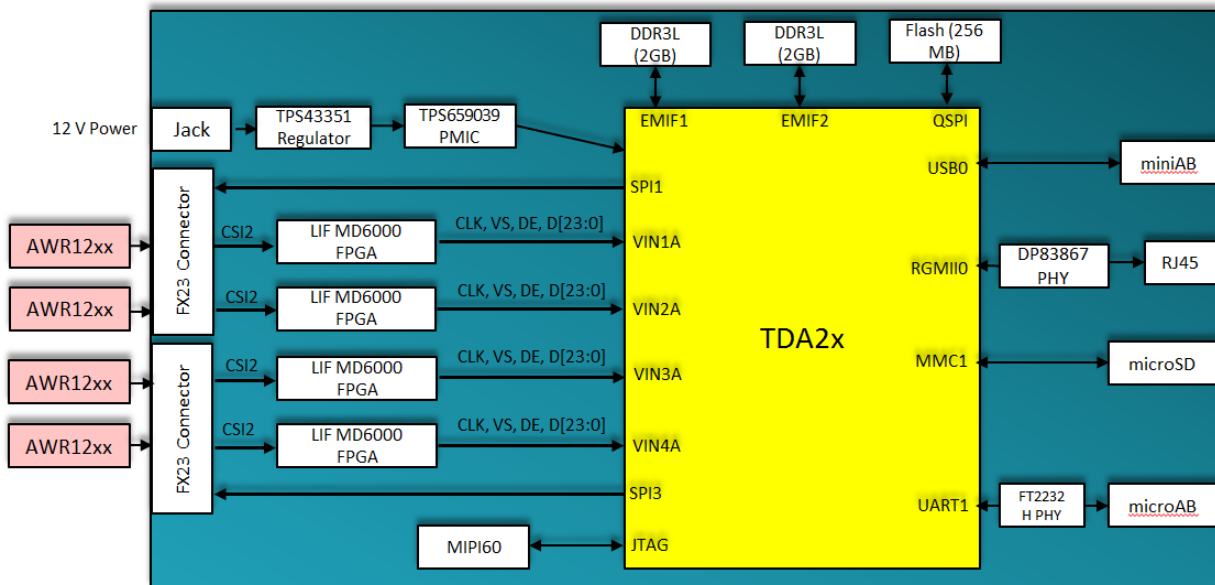 DDR3L
(2GB)
DDR3L
(2GB)
Flash (256
MB)
12 V Power
Jack
TPS43351
Regulator
TPS659039
PMIC
EMIF1
EMIF2
QSPI
USB0
miniAB
SPI1
FX23 Connector
AWR12xx
CSI2
LIF MD6000
FPGA
CLK, VS, DE, D[23:0]
VIN1A
RGMII0
DP83867
PHY
RJ45
AWR12xx
CSI2
LIF MD6000
FPGA
CLK, VS, DE, D[23:0]
VIN2A
TDA2x
FX23 Connector
AWR12xx
CSI2
LIF MD6000
FPGA
CLK, VS, DE, D[23:0]
VIN3A
MMC1
microSD
AWR12xx
CSI2
LIF MD6000
FPGA
CLK, VS, DE, D[23:0]
VIN4A
SPI3
UART1
FT2232
H PHY
microAB
MIPI60
JTAG